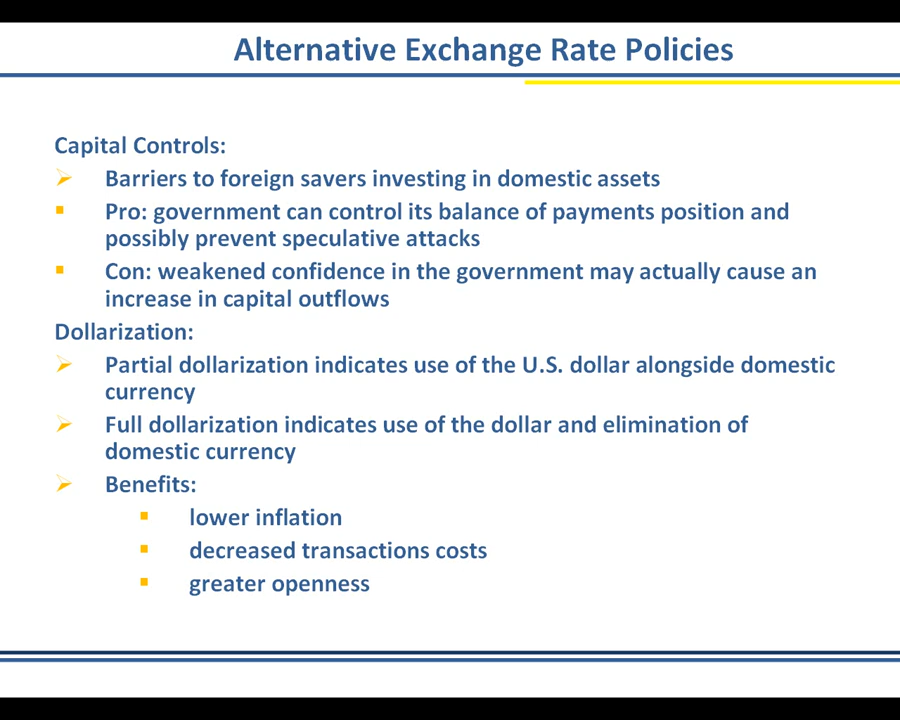 Alternative Exchange Rate Policies
Capital Controls:
Barriers to foreign savers investing in domestic assets
Pro: government can control its balance of payments position and
possibly prevent speculative attacks
Con: weakened confidence in the government may actually cause an
increase in capital outflows
Dollarization:
Partial dollarization indicates use of the U.S. dollar alongside domestic
currency
Full dollarization indicates use of the dollar and elimination of
domestic currency
Benefits:
lower inflation
decreased transactions costs
greater openness